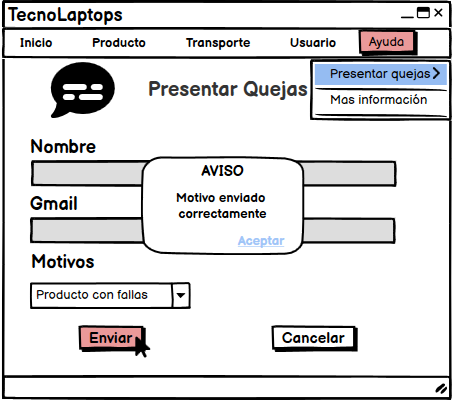 TecnoLaptops
Inicio Producto Transporte Usuario Ayuda
Presentar quejas
Mas información
Presentar Quejas
Nombre
AVISO
Motivo enviado
correctamente
Aceptar
Gmail
Motivos
Producto con fallas
Enviar Cancelar